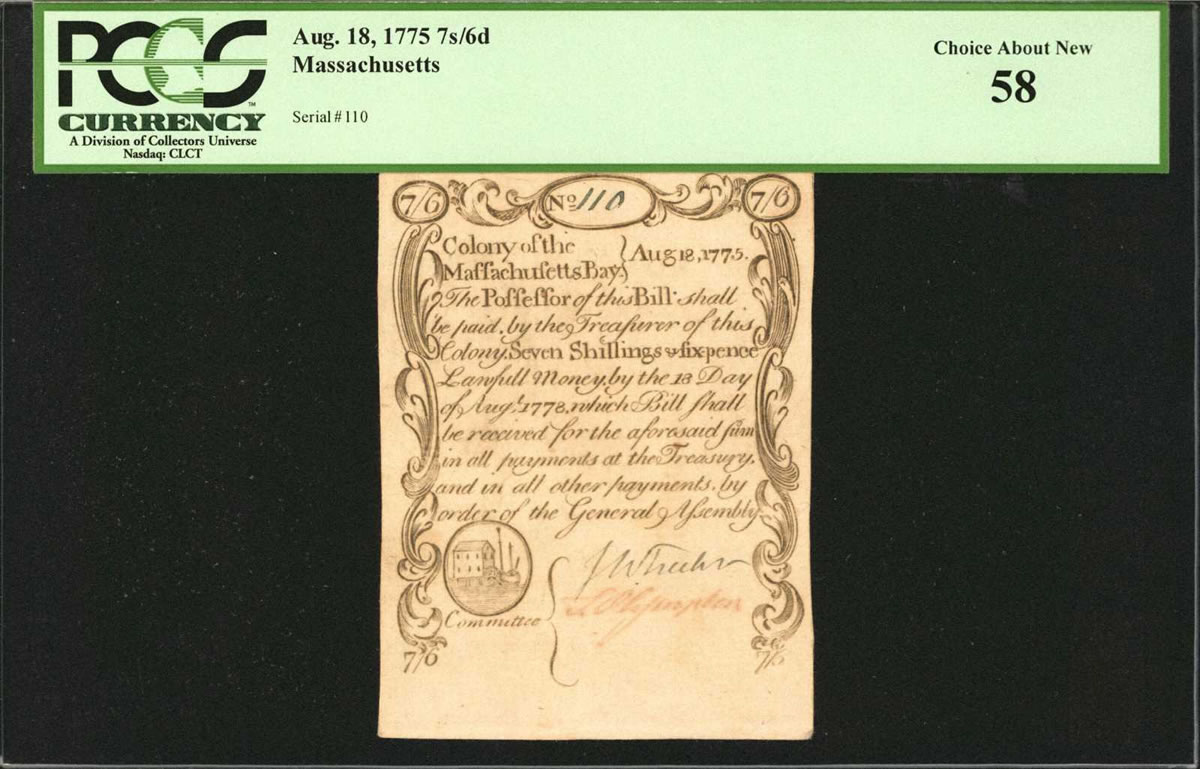 PCGS
CURRENCY
A Division of Collectors Universe
Nasdaq: CLCT
Aug. 18, 1775 7s/6d
Massachusetts
Serial #110
Choice About New
58
7/6
No 110
7/6
Colony of the
Maſſachuſetts Bay.
Aug 18, 1775.
The Poſſeſſor of this Bill shall
be paid, by the Treaſurer of this
Colony, Seven Shillings & ſix-pence
Lawfull Money, by the 18 Day
of Augt. 1778, which Bill ſhall
be received for the aforesaid ſum
in all payments at the Treasury,
and in all other payments, by
order of the General Aſsembly
Committee
7/6
7/6